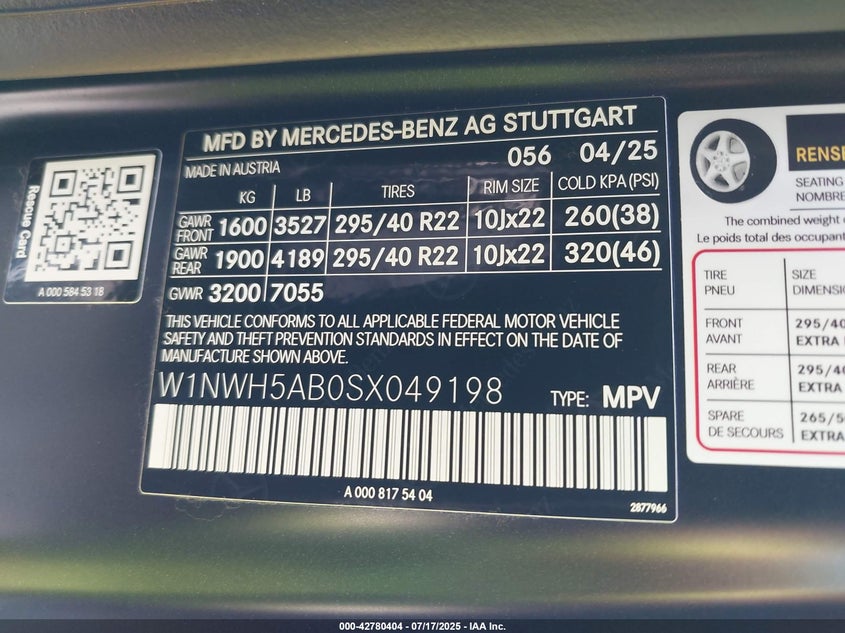 Rescue Card
A 000 584 53 18
MFD BY MERCEDES-BENZ AG STUTTGART
MADE IN AUSTRIA 056 04/25
KG LB TIRES RIM SIZE COLD KPA (PSI)
GAWR FRONT 1600 3527 295/40 R22 10Jx22 260(38)
GAWR REAR 1900 4189 295/40 R22 10Jx22 320(46)
GVWR 3200 7055
THIS VEHICLE CONFORMS TO ALL APPLICABLE FEDERAL MOTOR VEHICLE
SAFETY AND THEFT PREVENTION STANDARDS IN EFFECT ON THE DATE OF
MANUFACTURE SHOWN ABOVE.
W1NWH5AB0SX049198 TYPE: MPV
A 000 817 54 04
2877966
RENSE
SEATING
NOMBRE
The combined weight
Le poids total des occupant
TIRE SIZE
PNEU DIMENSI
FRONT 295/40
AVANT EXTRA
REAR 295/40
ARRIÈRE EXTRA
SPARE 265/5
DE SECOURS EXTRA
000-42780404 - 07/17/2025 - IAA Inc.